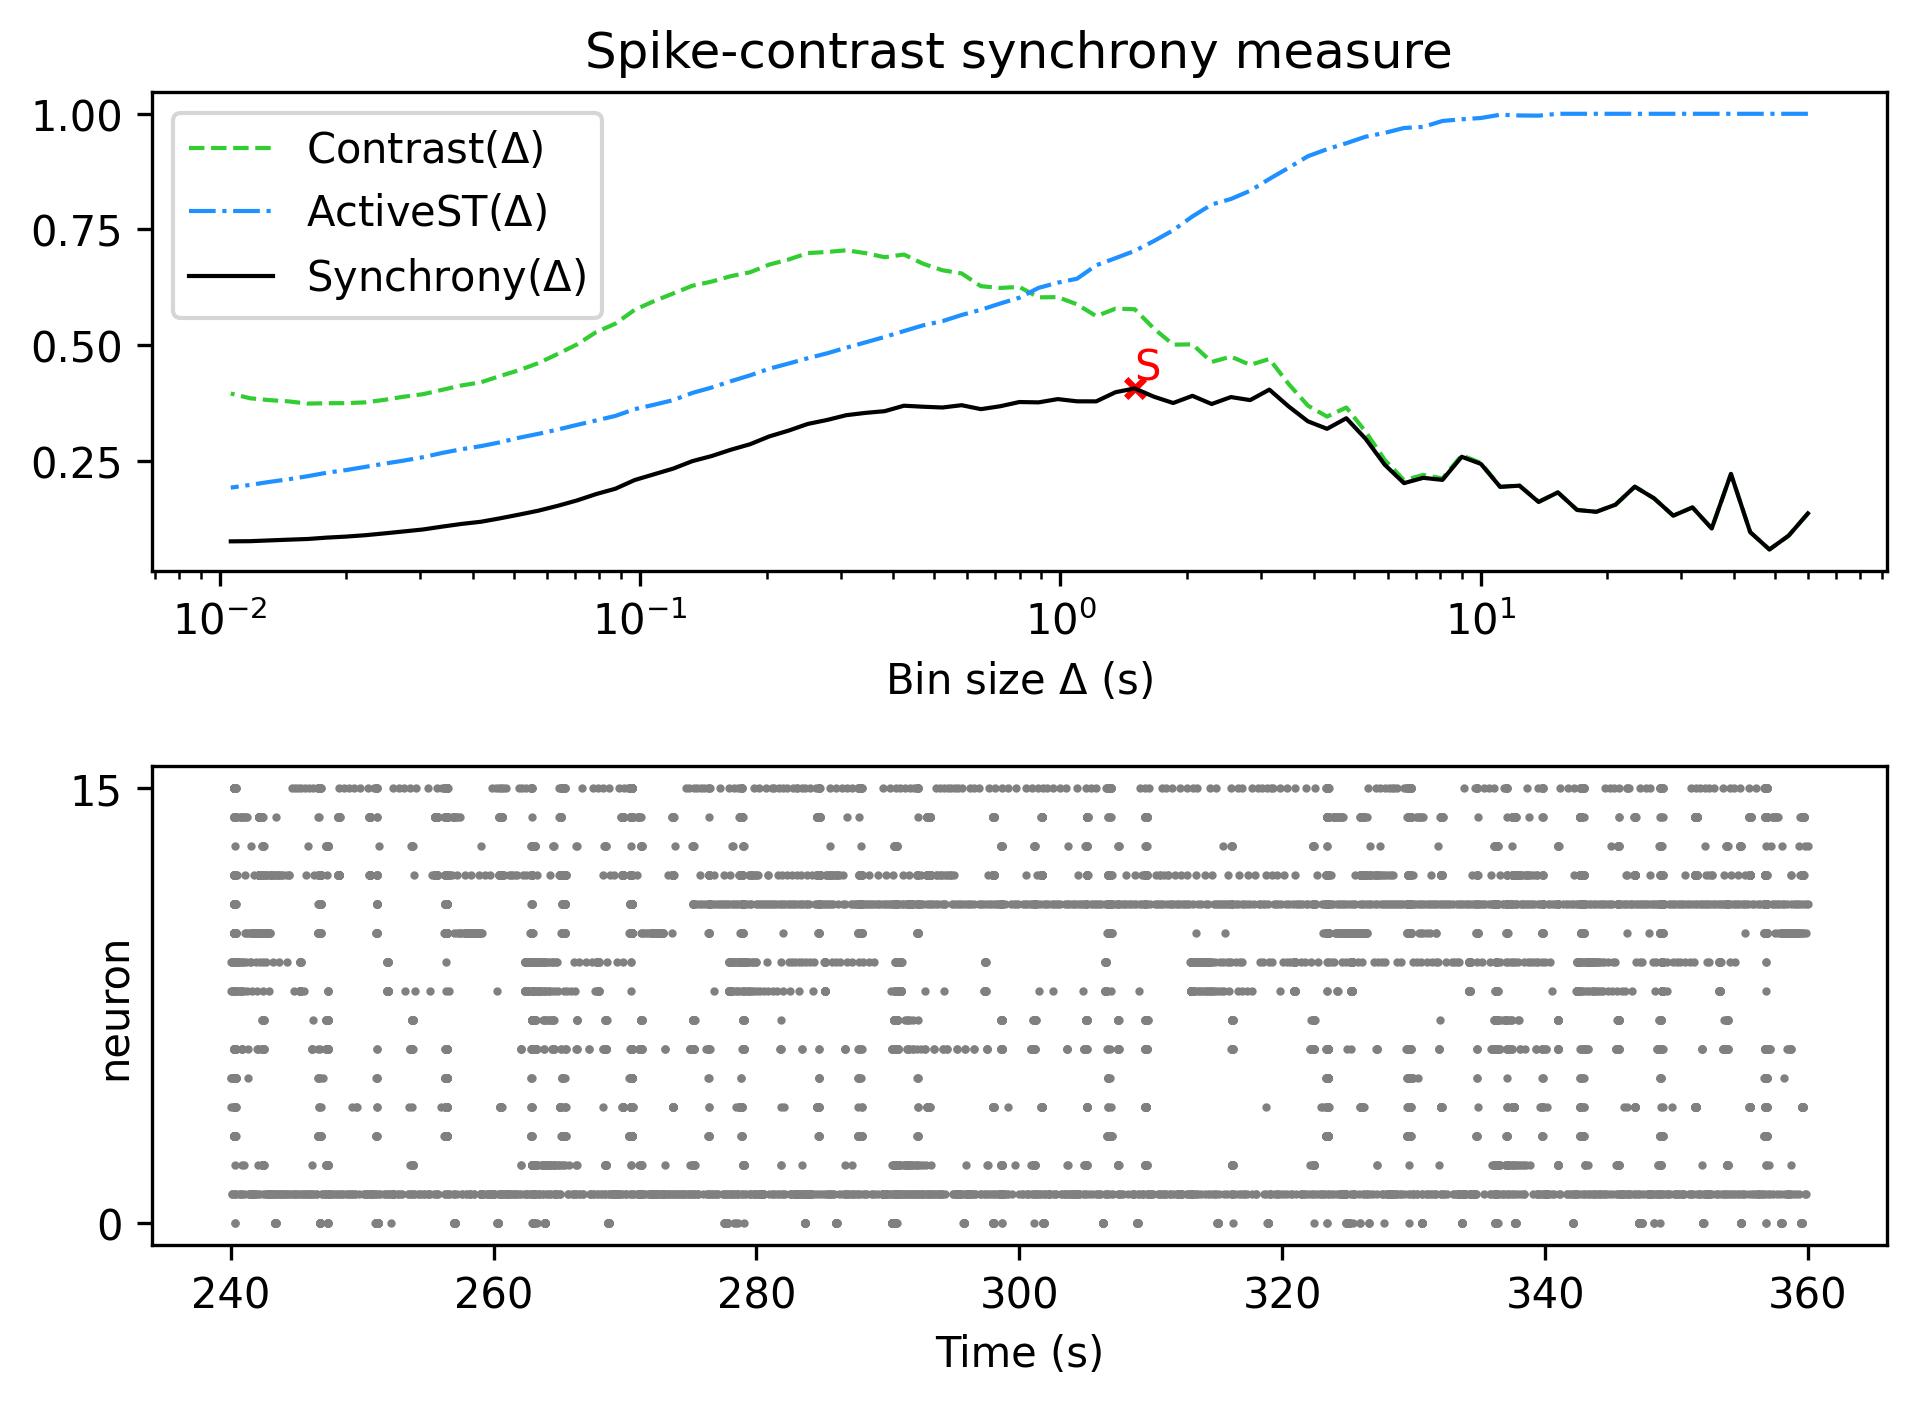 Spike-contrast synchrony measure
1.00
0.75
0.50
0.25
Contrast(Δ)
ActiveST(Δ)
Synchrony(Δ)
S
10⁻² 10⁻¹ 10⁰ 10¹
Bin size Δ (s)
15
0
neuron
240 260 280 300 320 340 360
Time (s)